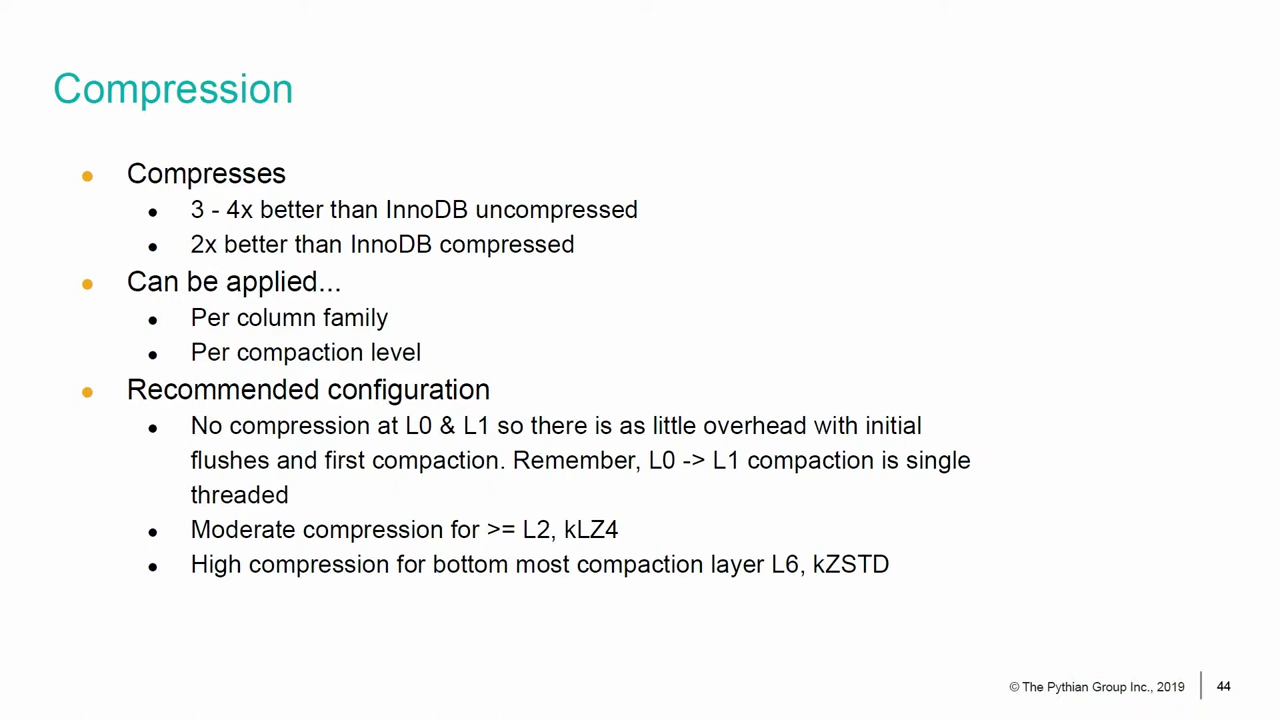 Compression
● Compresses
● 3 - 4x better than InnoDB uncompressed
● 2x better than InnoDB compressed
● Can be applied...
● Per column family
● Per compaction level
● Recommended configuration
● No compression at L0 & L1 so there is as little overhead with initial
flushes and first compaction. Remember, L0 -> L1 compaction is single
threaded
● Moderate compression for >= L2, kLZ4
● High compression for bottom most compaction layer L6, kZSTD
© The Pythian Group Inc., 2019 44